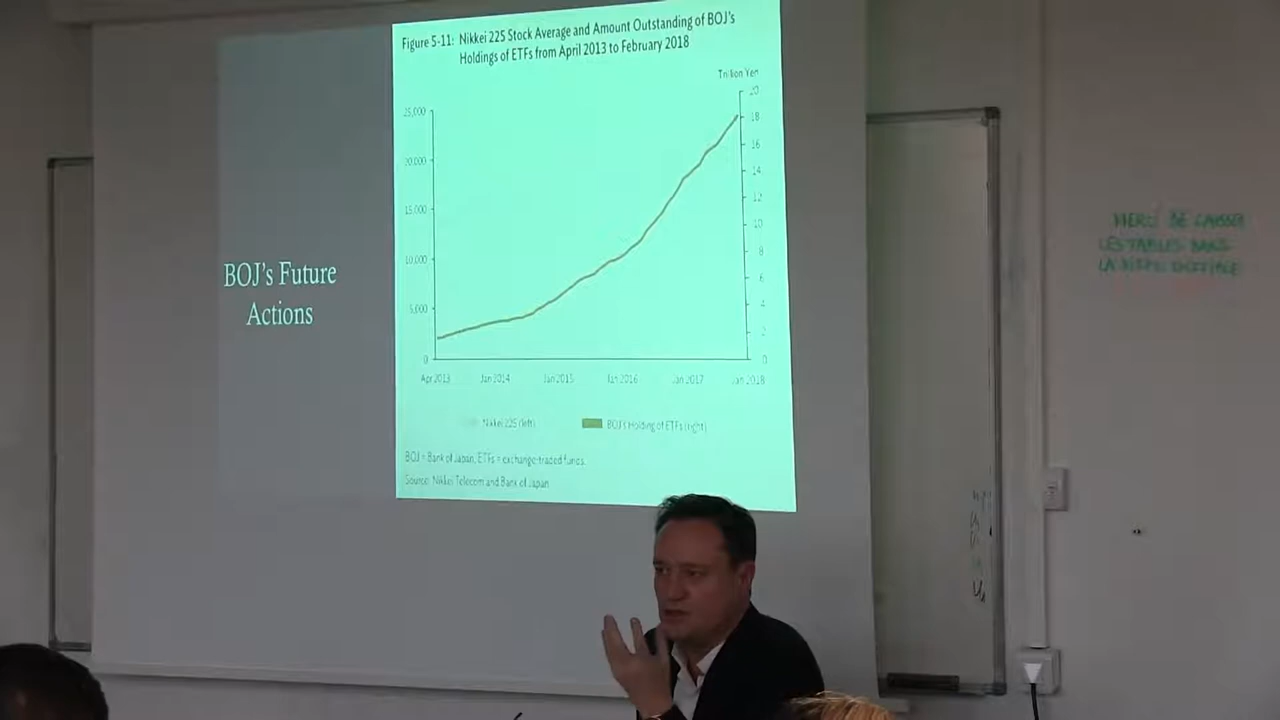 Figure 5-11: Nikkei 225 Stock Average and Amount Outstanding of BOJ's
Holdings of ETFs from April 2013 to February 2018
Trillion Yen
25,000
20,000
15,000
10,000
5,000
0
20
18
16
14
12
10
8
6
4
2
0
Apr 2013 Jan 2014 Jan 2015 Jan 2016 Jan 2017 Jan 2018
Nikkei 225 (left) BOJ's Holding of ETFs (right)
BOJ = Bank of Japan, ETFs = exchange-traded funds.
Source: Nikkei Telecom and Bank of Japan
BOJ's Future
Actions
MERCI DE LAISSER
LES TABLES DANS
LA